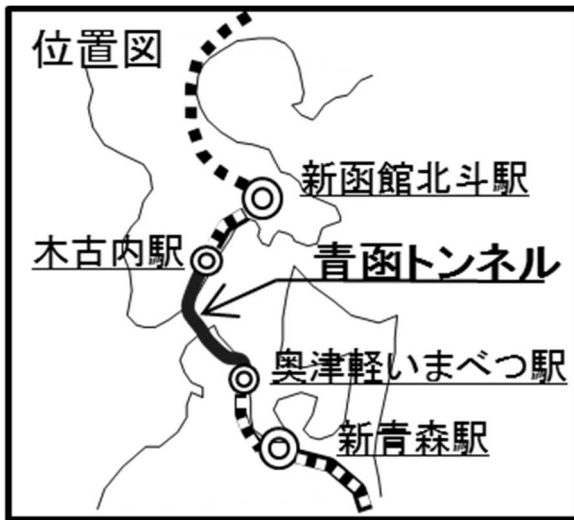 位置図
新函館北斗駅
木古内駅
青函トンネル
奥津軽いまべつ駅
新青森駅